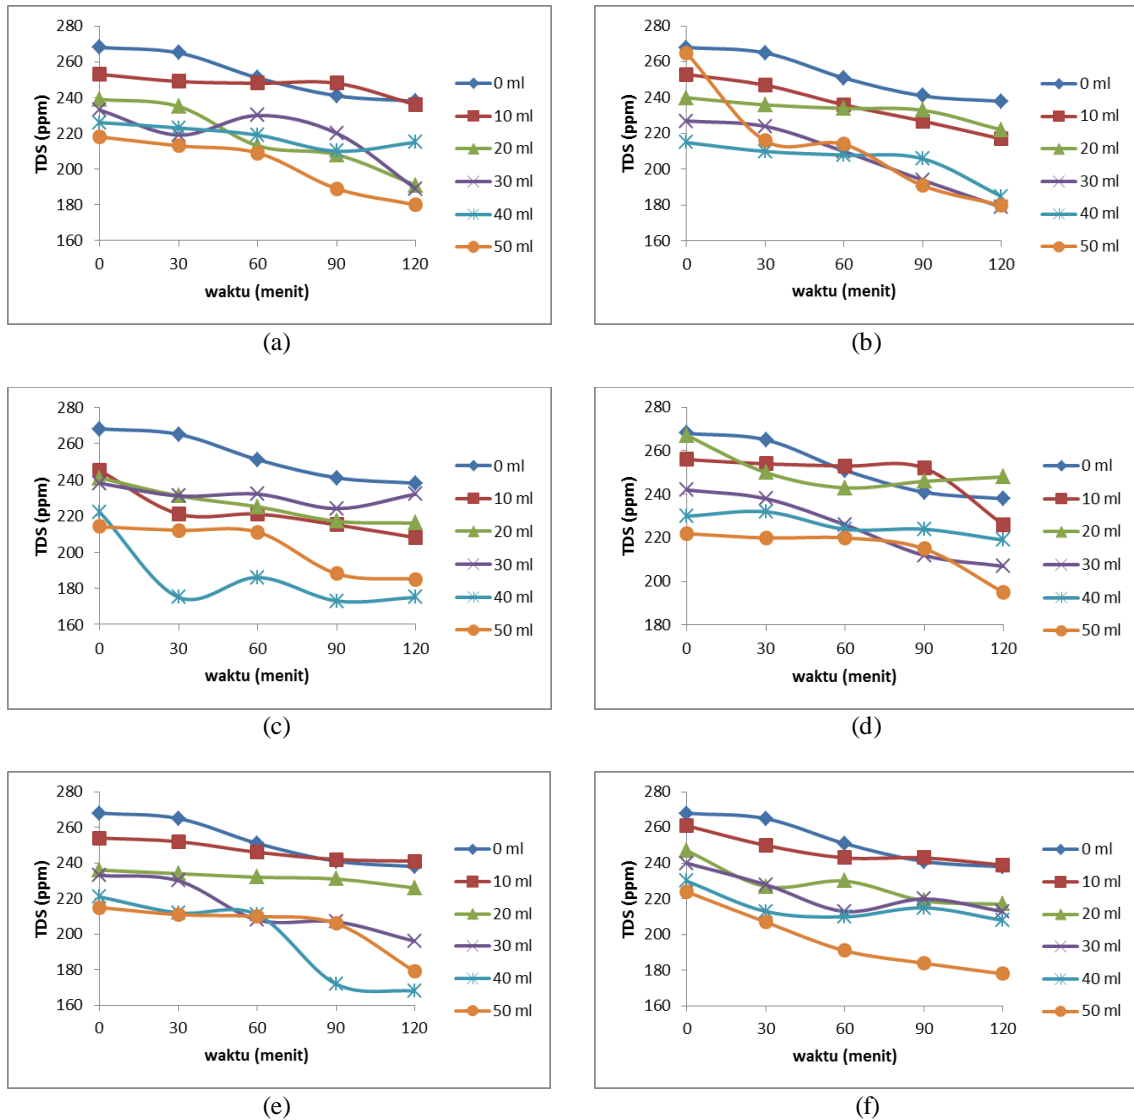 280
260
240
220
200
180
160
TDS (ppm)
0 30 60 90 120
waktu (menit)
0 ml
10 ml
20 ml
30 ml
40 ml
50 ml
(a)
280
260
240
220
200
180
160
TDS (ppm)
0 30 60 90 120
waktu (menit)
0 ml
10 ml
20 ml
30 ml
40 ml
50 ml
(b)
280
260
240
220
200
180
160
TDS (ppm)
0 30 60 90 120
waktu (menit)
0 ml
10 ml
20 ml
30 ml
40 ml
50 ml
(c)
280
260
240
220
200
180
TDS (ppm)
0 30 60 90 120
waktu (menit)
0 ml
10 ml
20 ml
30 ml
40 ml
50 ml
(d)
280
260
240
220
200
180
160
TDS (ppm)
0 30 60 90 120
waktu (menit)
0 ml
10 ml
20 ml
30 ml
40 ml
50 ml
(e)
280
260
240
220
200
180
160
TDS (ppm)
0 30 60 90 120
waktu (menit)
0 ml
10 ml
20 ml
30 ml
40 ml
50 ml
(f)